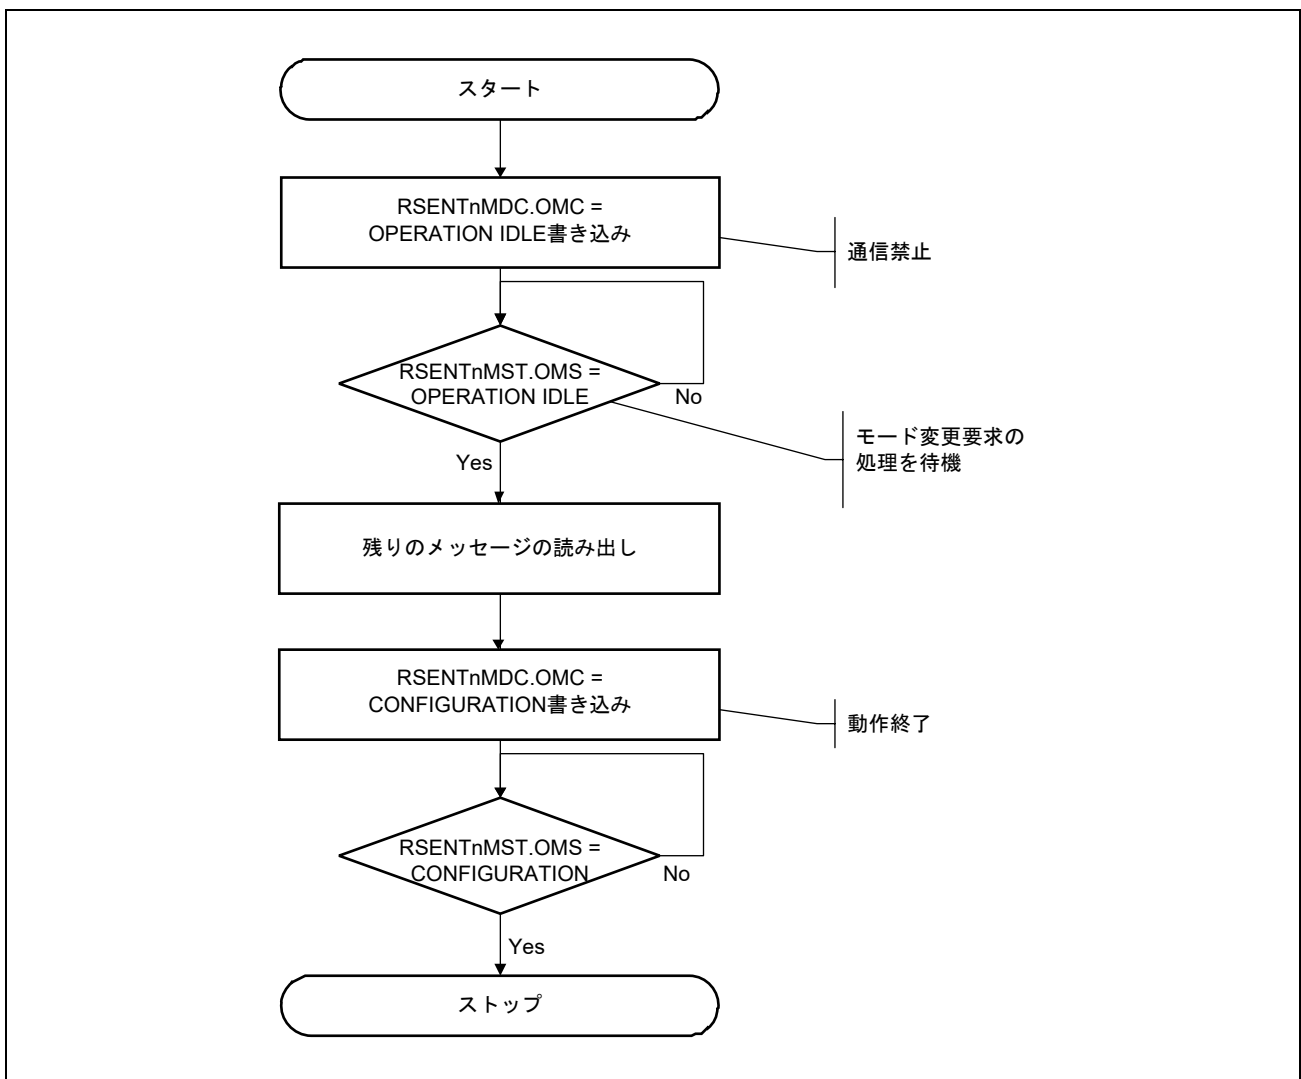 スタート
RSENTnMDC.OMC =
OPERATION IDLE書き込み
通信禁止
RSENTnMST.OMS =
OPERATION IDLE
No
モード変更要求の
処理を待機
Yes
残りのメッセージの読み出し
RSENTnMDC.OMC =
CONFIGURATION書き込み
動作終了
RSENTnMST.OMS =
CONFIGURATION
No
Yes
ストップ